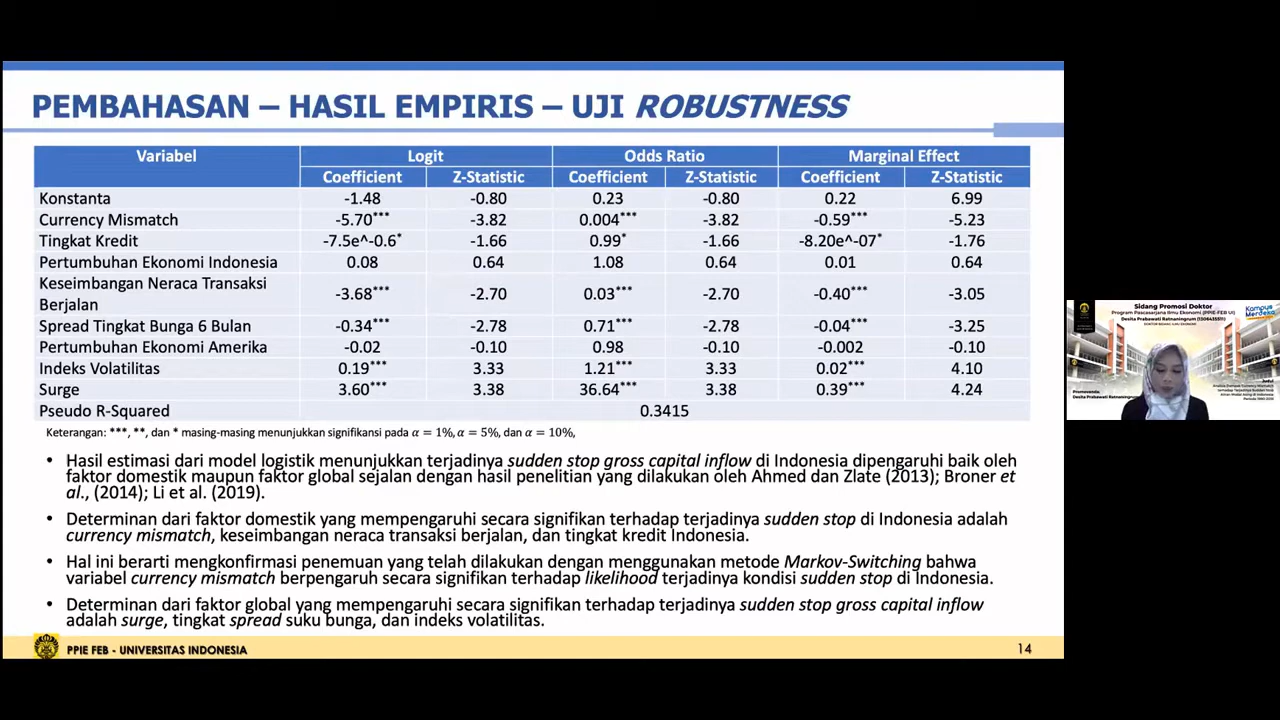 PEMBAHASAN – HASIL EMPIRIS – UJI ROBUSTNESS
Variabel Logit Odds Ratio Marginal Effect
Coefficient Z-Statistic Coefficient Z-Statistic Coefficient Z-Statistic
Konstanta -1.48 -0.80 0.23 -0.80 0.22 6.99
Currency Mismatch -5.70*** -3.82 0.004*** -3.82 -0.59*** -5.23
Tingkat Kredit -7.5e^-0.6* -1.66 0.99* -1.66 -8.20e^-07* -1.76
Pertumbuhan Ekonomi Indonesia 0.08 0.64 1.08 0.64 0.01 0.64
Keseimbangan Neraca Transaksi
Berjalan -3.68*** -2.70 0.03*** -2.70 -0.40*** -3.05
Spread Tingkat Bunga 6 Bulan -0.34*** -2.78 0.71*** -2.78 -0.04*** -3.25
Pertumbuhan Ekonomi Amerika -0.02 -0.10 0.98 -0.10 -0.002 -0.10
Indeks Volatilitas 0.19*** 3.33 1.21*** 3.33 0.02*** 4.10
Surge 3.60*** 3.38 36.64*** 3.38 0.39*** 4.24
Pseudo R-Squared 0.3415
Keterangan: ***, **, dan * masing-masing menunjukkan signifikansi pada α = 1%, α = 5%, dan α = 10%,
• Hasil estimasi dari model logistik menunjukkan terjadinya sudden stop gross capital inflow di Indonesia dipengaruhi baik oleh
faktor domestik maupun faktor global sejalan dengan hasil penelitian yang dilakukan oleh Ahmed dan Zlate (2013); Broner et
al., (2014); Li et al. (2019).
• Determinan dari faktor domestik yang mempengaruhi secara signifikan terhadap terjadinya sudden stop di Indonesia adalah
currency mismatch, keseimbangan neraca transaksi berjalan, dan tingkat kredit Indonesia.
• Hal ini berarti mengkonfirmasi penemuan yang telah dilakukan dengan menggunakan metode Markov-Switching bahwa
variabel currency mismatch berpengaruh secara signifikan terhadap likelihood terjadinya kondisi sudden stop di Indonesia.
• Determinan dari faktor global yang mempengaruhi secara signifikan terhadap terjadinya sudden stop gross capital inflow
adalah surge, tingkat spread suku bunga, dan indeks volatilitas.
PPIE FEB - UNIVERSITAS INDONESIA 14
Sidang Promosi Doktor
Program Pascasarjana Ilmu Ekonomi (PPIE-FEB UI)
Desita Prabawati Ratnaningrum
Kampus
Merdeka
Promovenda:
Desita Prabawati Ratnaningrum